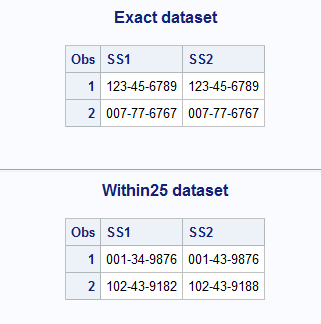 Exact dataset
Obs SS1 SS2
1 123-45-6789 123-45-6789
2 007-77-6767 007-77-6767
Within25 dataset
Obs SS1 SS2
1 001-34-9876 001-43-9876
2 102-43-9182 102-43-9188